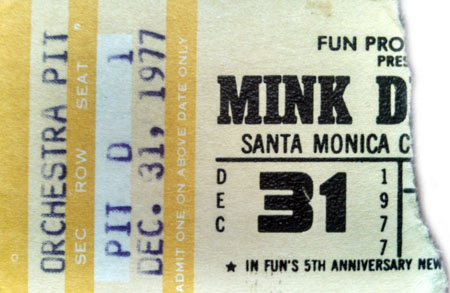 ORCHESTRA PIT
SEC ROW SEAT
PIT D 1
DEC. 31, 1977
ADMIT ONE ON ABOVE DATE ONLY
FUN PRO
PRES
MINK D
SANTA MONICA C
DEC 31 1977
★ IN FUN'S 5TH ANNIVERSARY NEW